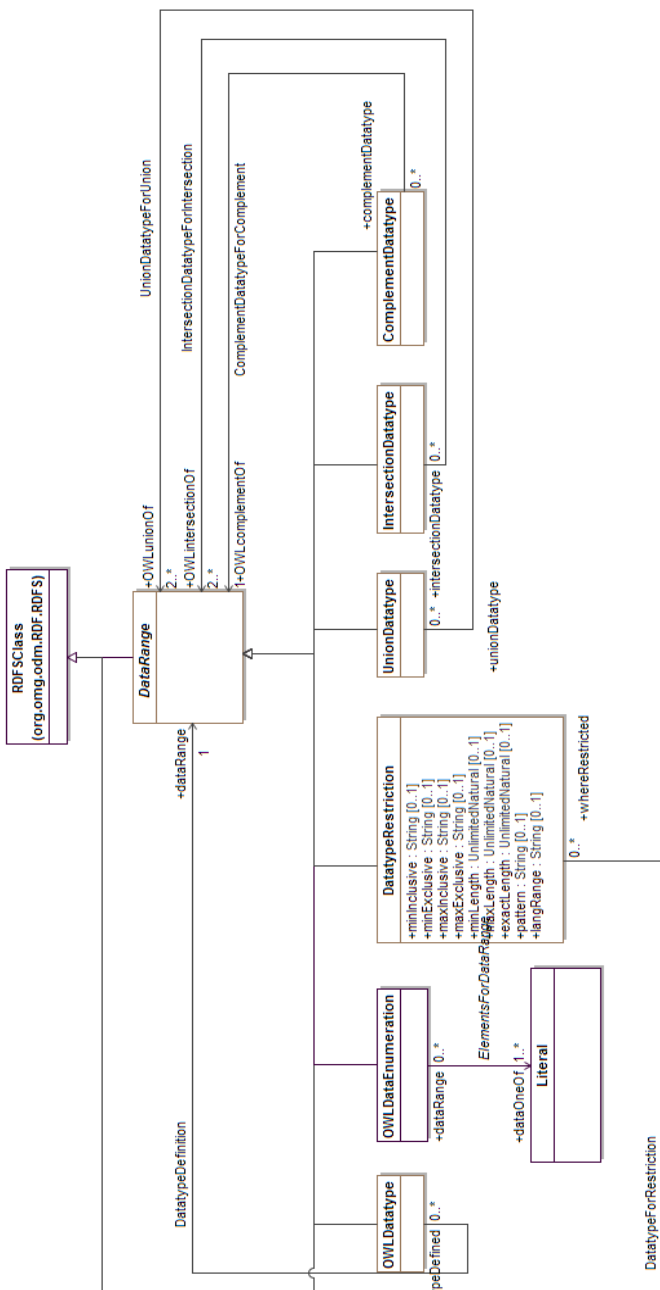 RDFSClass
(org.omg.odm.RDF.RDFS)
DataRange
+dataRange
1
+OWLunionOf
2..*
+OWLintersectionOf
2..*
1
+OWLcomplementOf
UnionDatatypeForUnion
IntersectionDatatypeForIntersection
ComplementDatatypeForComplement
DatatypeDefinition
OWLDatatype
0..*
peDefined
OWLDataEnumeration
+dataRange
0..*
ElementsForDataRange
+dataOneOf
1..*
Literal
DatatypeRestriction
+minInclusive : String [0..1]
+minExclusive : String [0..1]
+maxInclusive : String [0..1]
+maxExclusive : String [0..1]
+minLength : UnlimitedNatural [0..1]
+maxLength : UnlimitedNatural [0..1]
+exactLength : UnlimitedNatural [0..1]
+pattern : String [0..1]
+langRange : String [0..1]
0..*
+whereRestricted
UnionDatatype
0..*
+unionDatatype
IntersectionDatatype
+intersectionDatatype
0..*
ComplementDatatype
+complementDatatype
0..*
DatatypeForRestriction